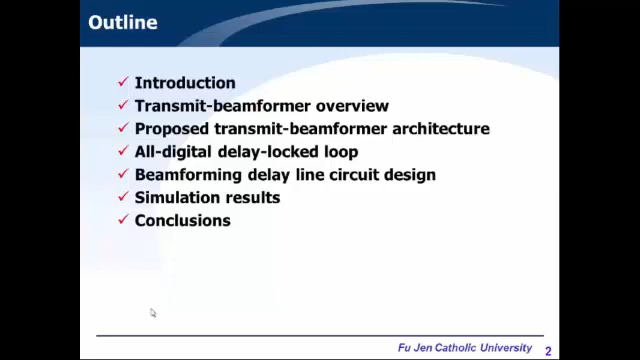 Outline
Introduction
Transmit-beamformer overview
Proposed transmit-beamformer architecture
All-digital delay-locked loop
Beamforming delay line circuit design
Simulation results
Conclusions
Fu Jen Catholic University 2